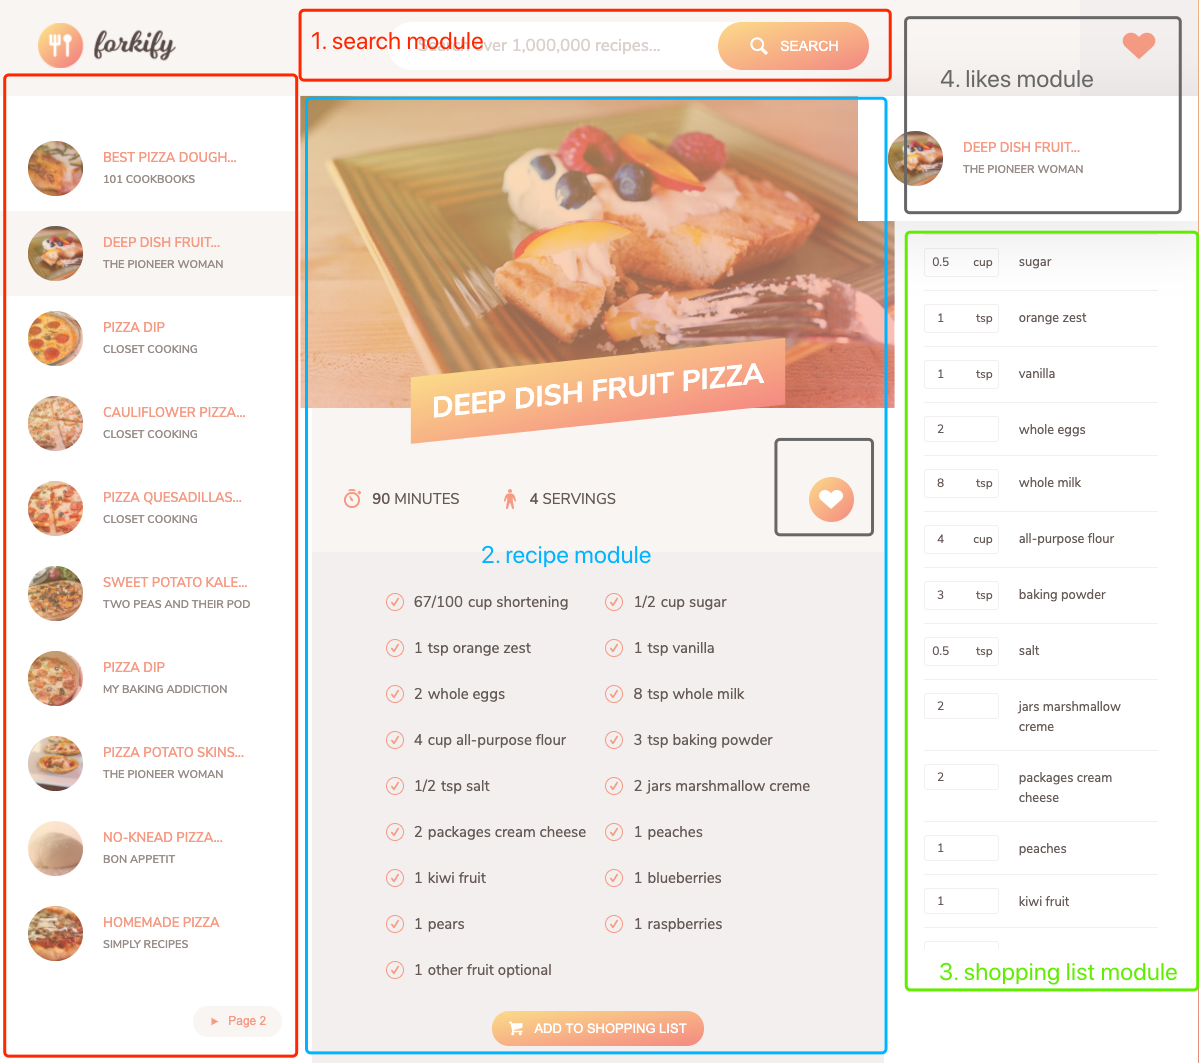 forkify
1. search module
Search over 1,000,000 recipes...
SEARCH
4. likes module
BEST PIZZA DOUGH...
101 COOKBOOKS
DEEP DISH FRUIT...
THE PIONEER WOMAN
PIZZA DIP
CLOSET COOKING
CAULIFLOWER PIZZA...
CLOSET COOKING
PIZZA QUESADILLAS...
CLOSET COOKING
SWEET POTATO KALE...
TWO PEAS AND THEIR POD
PIZZA DIP
MY BAKING ADDICTION
PIZZA POTATO SKINS...
THE PIONEER WOMAN
NO-KNEAD PIZZA...
BON APPETIT
HOMEMADE PIZZA
SIMPLY RECIPES
Page 2
DEEP DISH FRUIT PIZZA
90 MINUTES
4 SERVINGS
2. recipe module
67/100 cup shortening
1/2 cup sugar
1 tsp orange zest
1 tsp vanilla
2 whole eggs
8 tsp whole milk
4 cup all-purpose flour
3 tsp baking powder
1/2 tsp salt
2 jars marshmallow creme
2 packages cream cheese
1 peaches
1 kiwi fruit
1 blueberries
1 pears
1 raspberries
1 other fruit optional
ADD TO SHOPPING LIST
DEEP DISH FRUIT...
THE PIONEER WOMAN
0.5 cup sugar
1 tsp orange zest
1 tsp vanilla
2 whole eggs
8 tsp whole milk
4 cup all-purpose flour
3 tsp baking powder
0.5 tsp salt
2 jars marshmallow
creme
2 packages cream
cheese
1 peaches
1 kiwi fruit
3. shopping list module